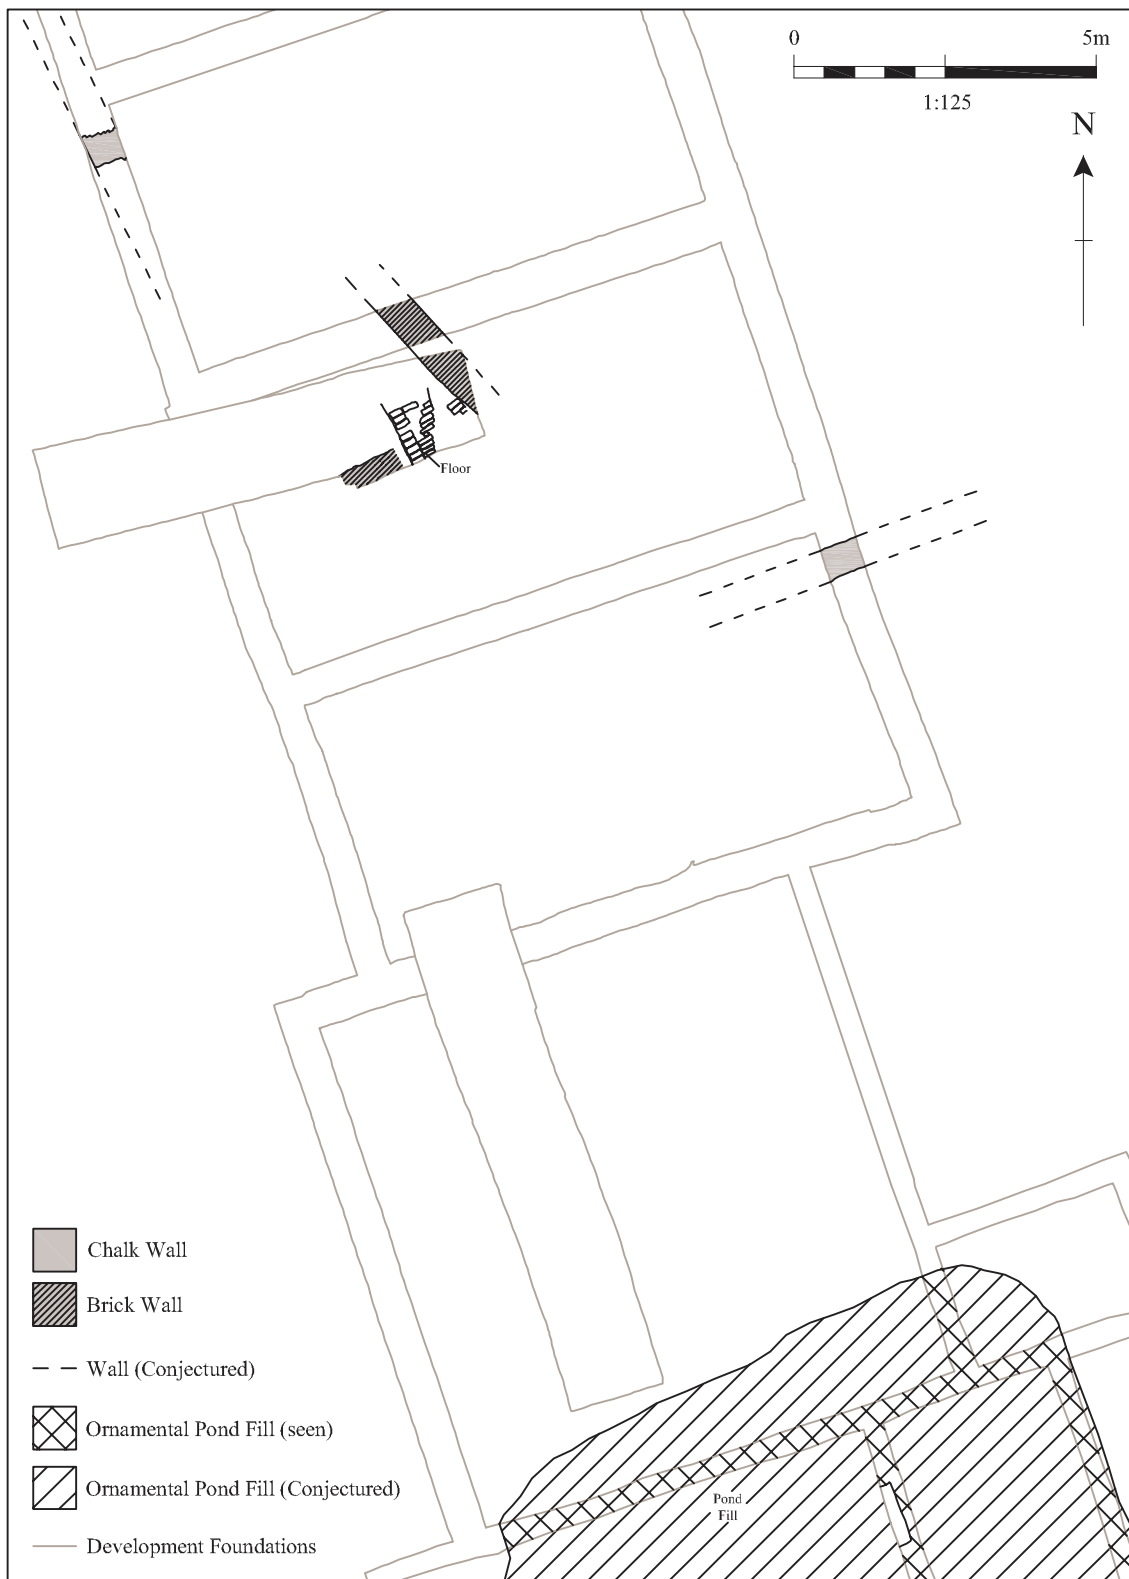 0 5m
1:125
N
Floor
Chalk Wall
Brick Wall
Wall (Conjectured)
Ornamental Pond Fill (seen)
Ornamental Pond Fill (Conjectured)
Pond
Fill
Development Foundations